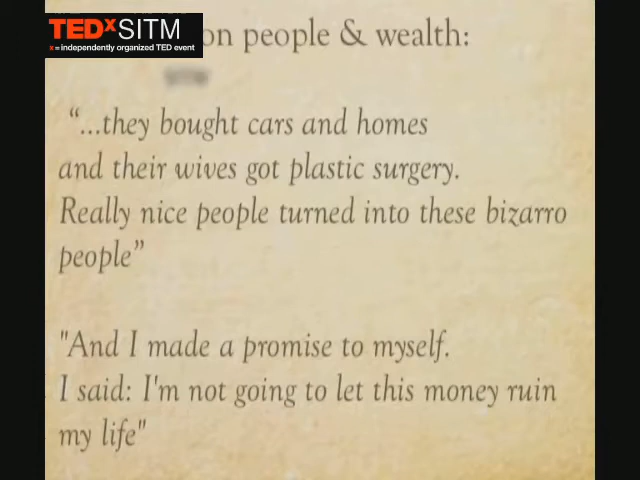 TEDxSITM
x = independently organized TED event
on people & wealth:
“...they bought cars and homes
and their wives got plastic surgery.
Really nice people turned into these bizarro
people”
"And I made a promise to myself.
I said: I'm not going to let this money ruin
my life"